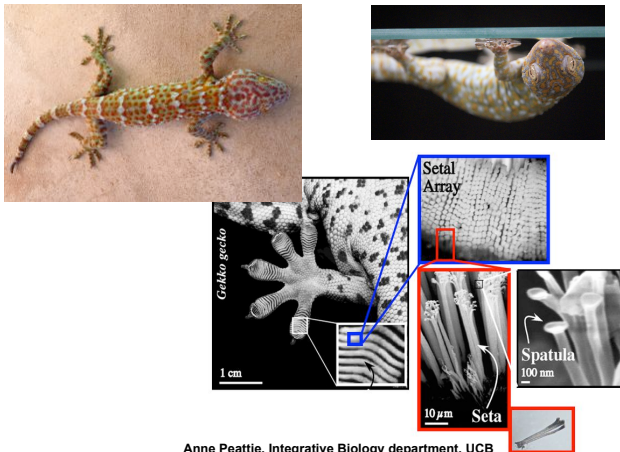 Setal
Array
Gekko gecko
1 cm
Spatula
100 nm
10 µm
Seta
Anne Peattie, Integrative Biology department, UCB